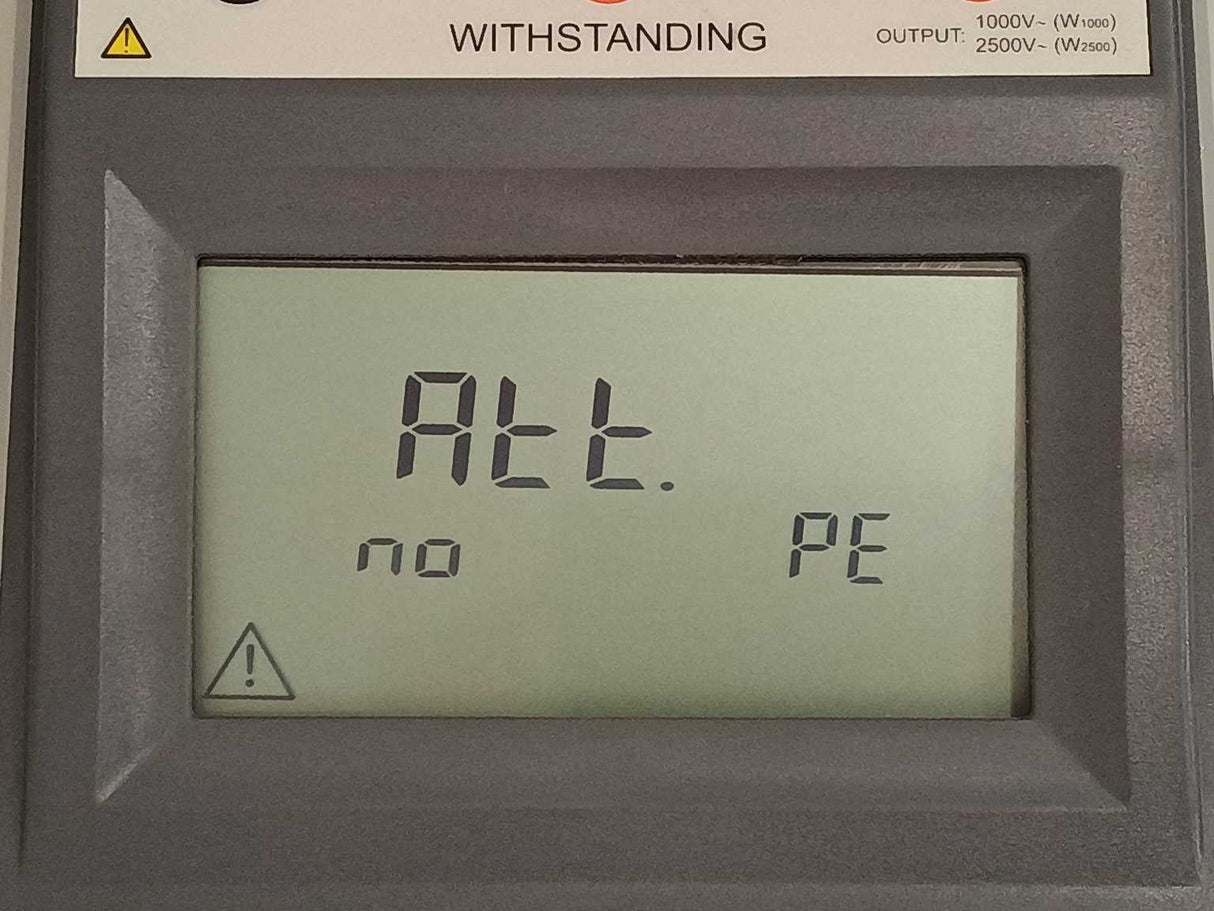 WITHSTANDING
OUTPUT: 1000V~ (W1000)
2500V~ (W2500)
Att.
no PE